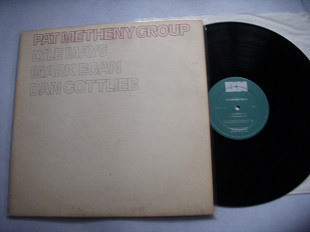 PAT METHENY GROUP
LYLE MAYS
MARK EGAN
DAN GOTTLIEB